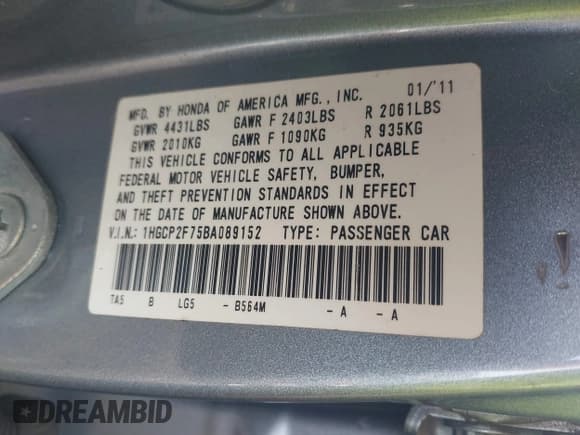 MFD. BY HONDA OF AMERICA MFG., INC. 01/'11
GVWR 4431LBS GAWR F 2403LBS R 2061LBS
GVWR 2010KG GAWR F 1090KG R 935KG
THIS VEHICLE CONFORMS TO ALL APPLICABLE
FEDERAL MOTOR VEHICLE SAFETY, BUMPER,
AND THEFT PREVENTION STANDARDS IN EFFECT
ON THE DATE OF MANUFACTURE SHOWN ABOVE.
V.I.N.: 1HGCP2F75BA089152 TYPE: PASSENGER CAR
TA5 B LG5 - B564M - A - A
DREAMBID